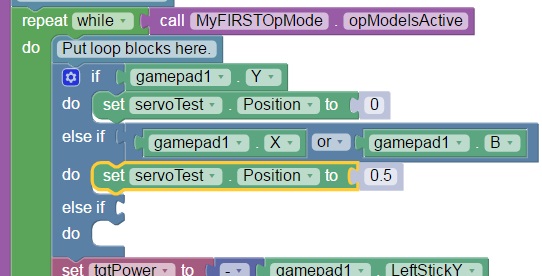 repeat while call MyFIRSTOpMode . opModeIsActive
do Put loop blocks here.
if gamepad1 . Y
do set servoTest . Position to 0
else if gamepad1 . X or gamepad1 . B
do set servoTest . Position to 0.5
else if
do
set tgtPower to - gamepad1 . LeftStickY